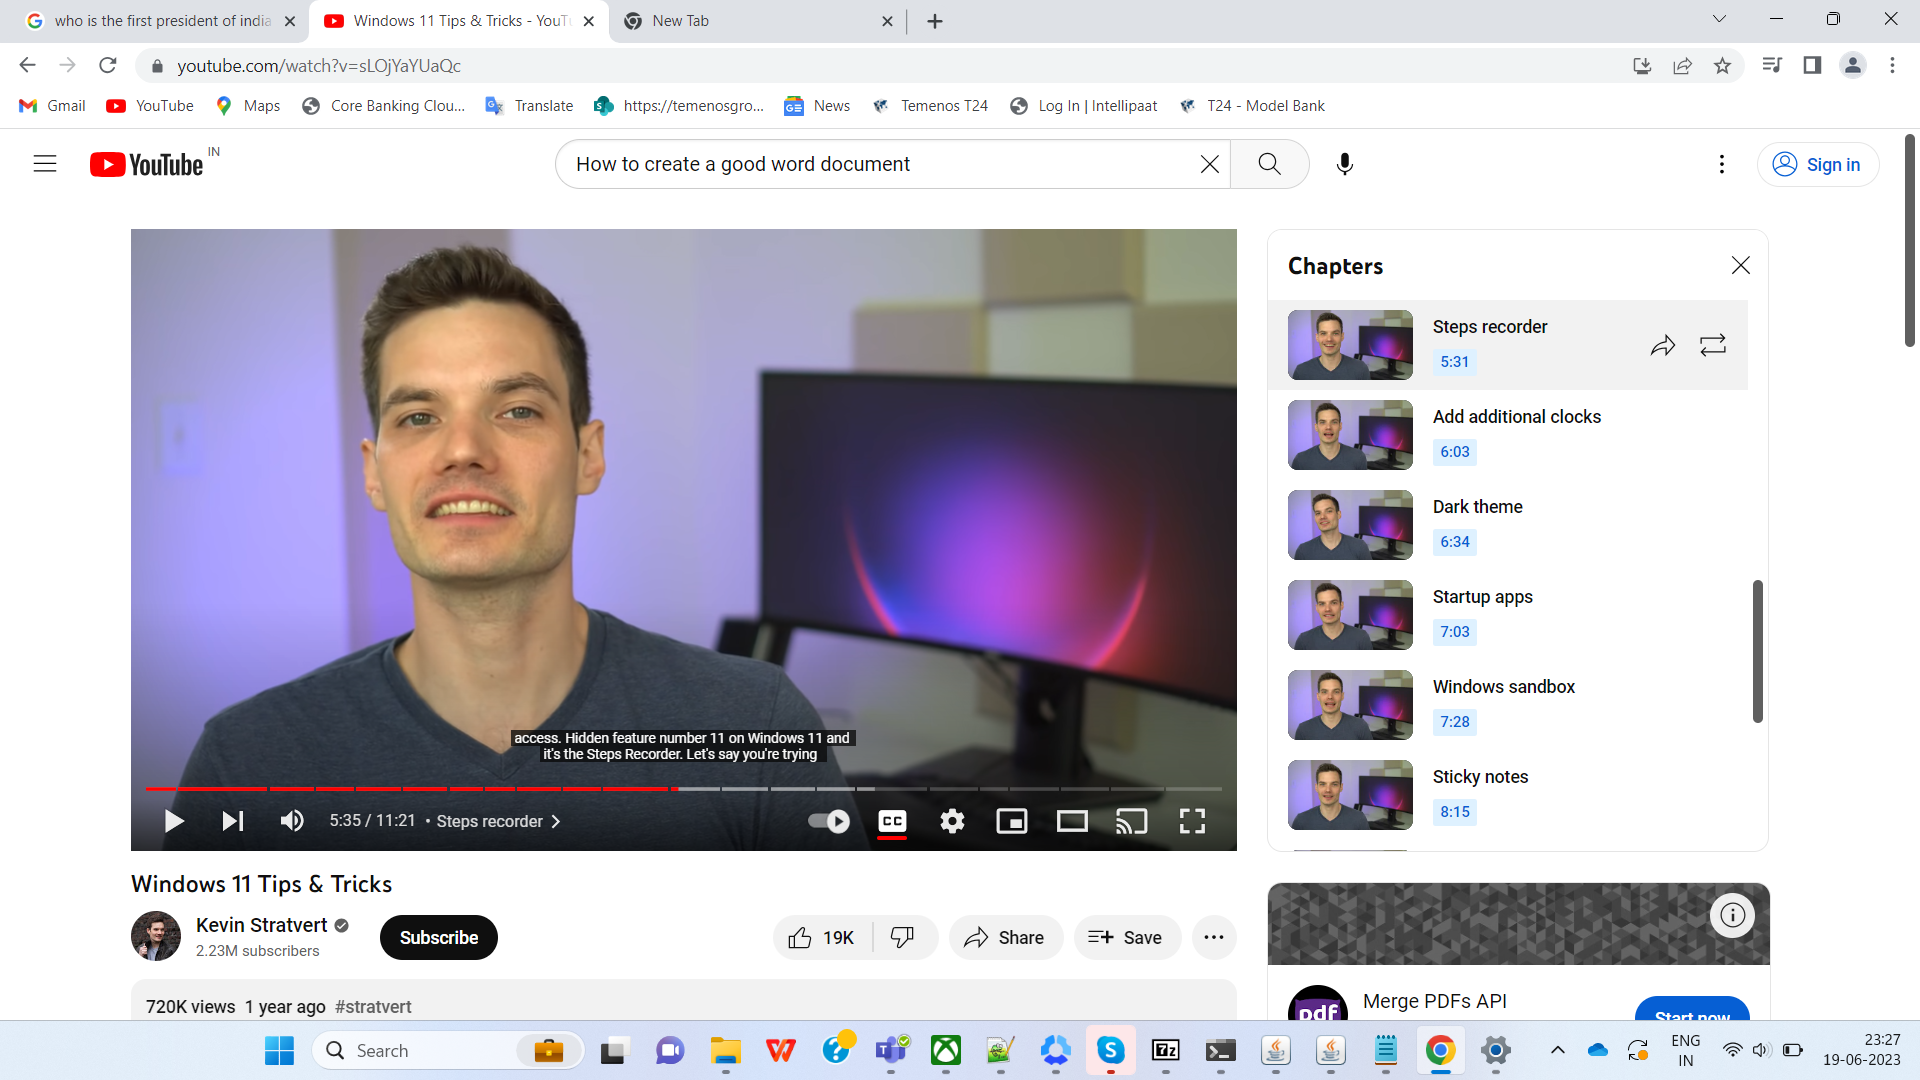 who is the first president of india
Windows 11 Tips & Tricks - YouTu
New Tab
youtube.com/watch?v=sLOjYaYUaQc
Gmail
YouTube
Maps
Core Banking Clou...
Translate
https://temenosgro...
News
Temenos T24
Log In | Intellipaat
T24 - Model Bank
YouTube IN
How to create a good word document
Sign in
Chapters
Steps recorder
5:31
Add additional clocks
6:03
Dark theme
6:34
Startup apps
7:03
Windows sandbox
7:28
Sticky notes
8:15
access. Hidden feature number 11 on Windows 11 and
it's the Steps Recorder. Let's say you're trying
5:35 / 11:21 • Steps recorder
CC
Windows 11 Tips & Tricks
Kevin Stratvert
2.23M subscribers
Subscribe
19K
Share
Save
720K views 1 year ago #stratvert
pdf
Merge PDFs API
Start now
Search
ENG
IN
23:27
19-06-2023